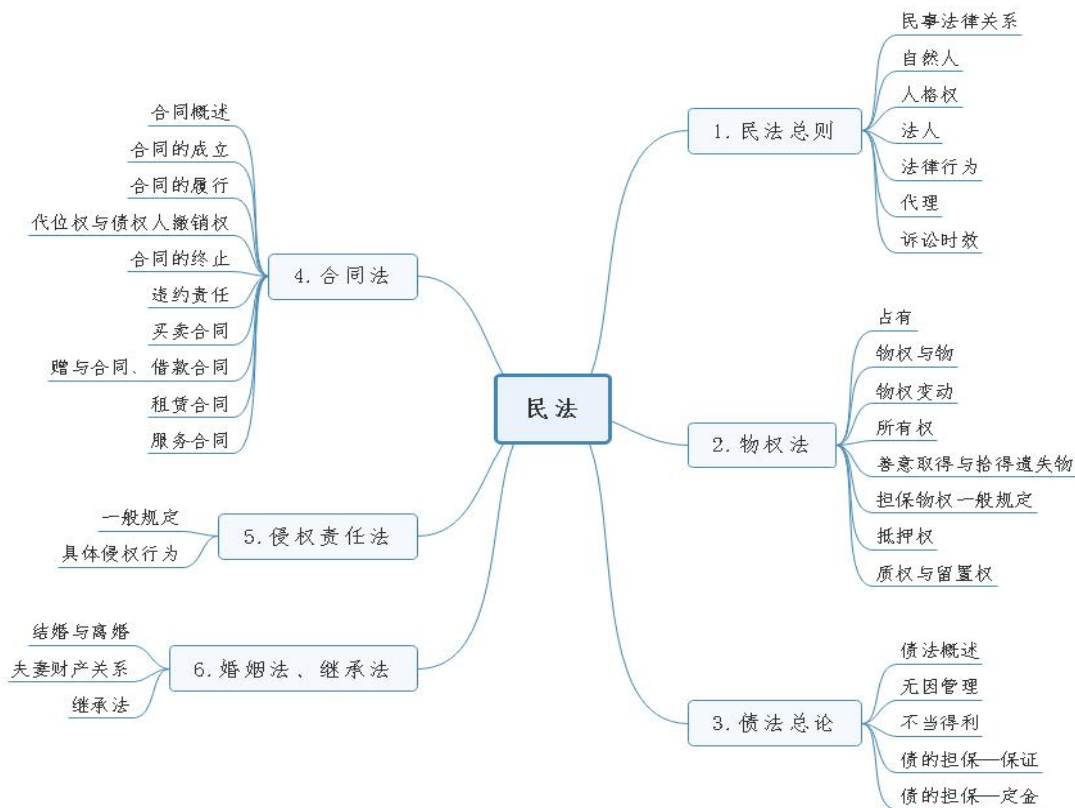 民法
1.民法总则
民事法律关系
自然人
人格权
法人
法律行为
代理
诉讼时效
2.物权法
占有
物权与物
物权变动
所有权
善意取得与拾得遗失物
担保物权一般规定
抵押权
质权与留置权
3.债法总论
债法概述
无因管理
不当得利
债的担保—保证
债的担保—定金
4.合同法
合同概述
合同的成立
合同的履行
代位权与债权人撤销权
合同的终止
违约责任
买卖合同
赠与合同、借款合同
租赁合同
服务合同
5.侵权责任法
一般规定
具体侵权行为
6.婚姻法、继承法
结婚与离婚
夫妻财产关系
继承法